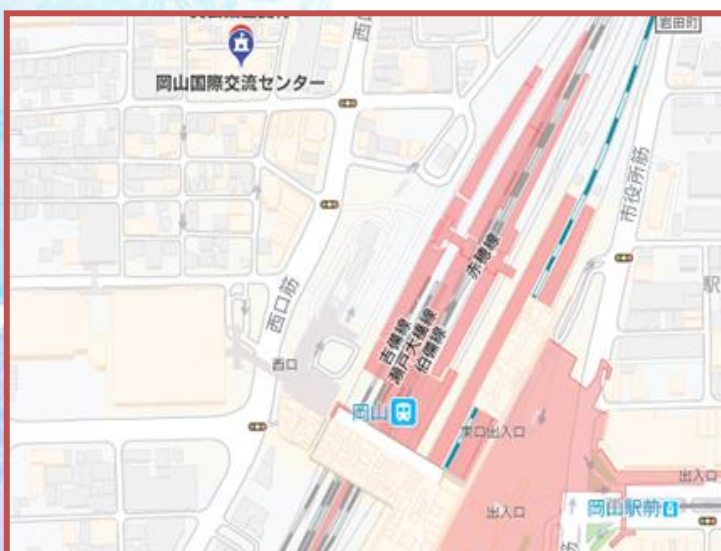 岩田町
岡山国際交流センター
市役所筋
赤穂線
西口筋
駅
吉備線
瀬戸大橋線
伯備線
西口
岡山
東口出入口
出入口
岡山駅前
出入口
筋